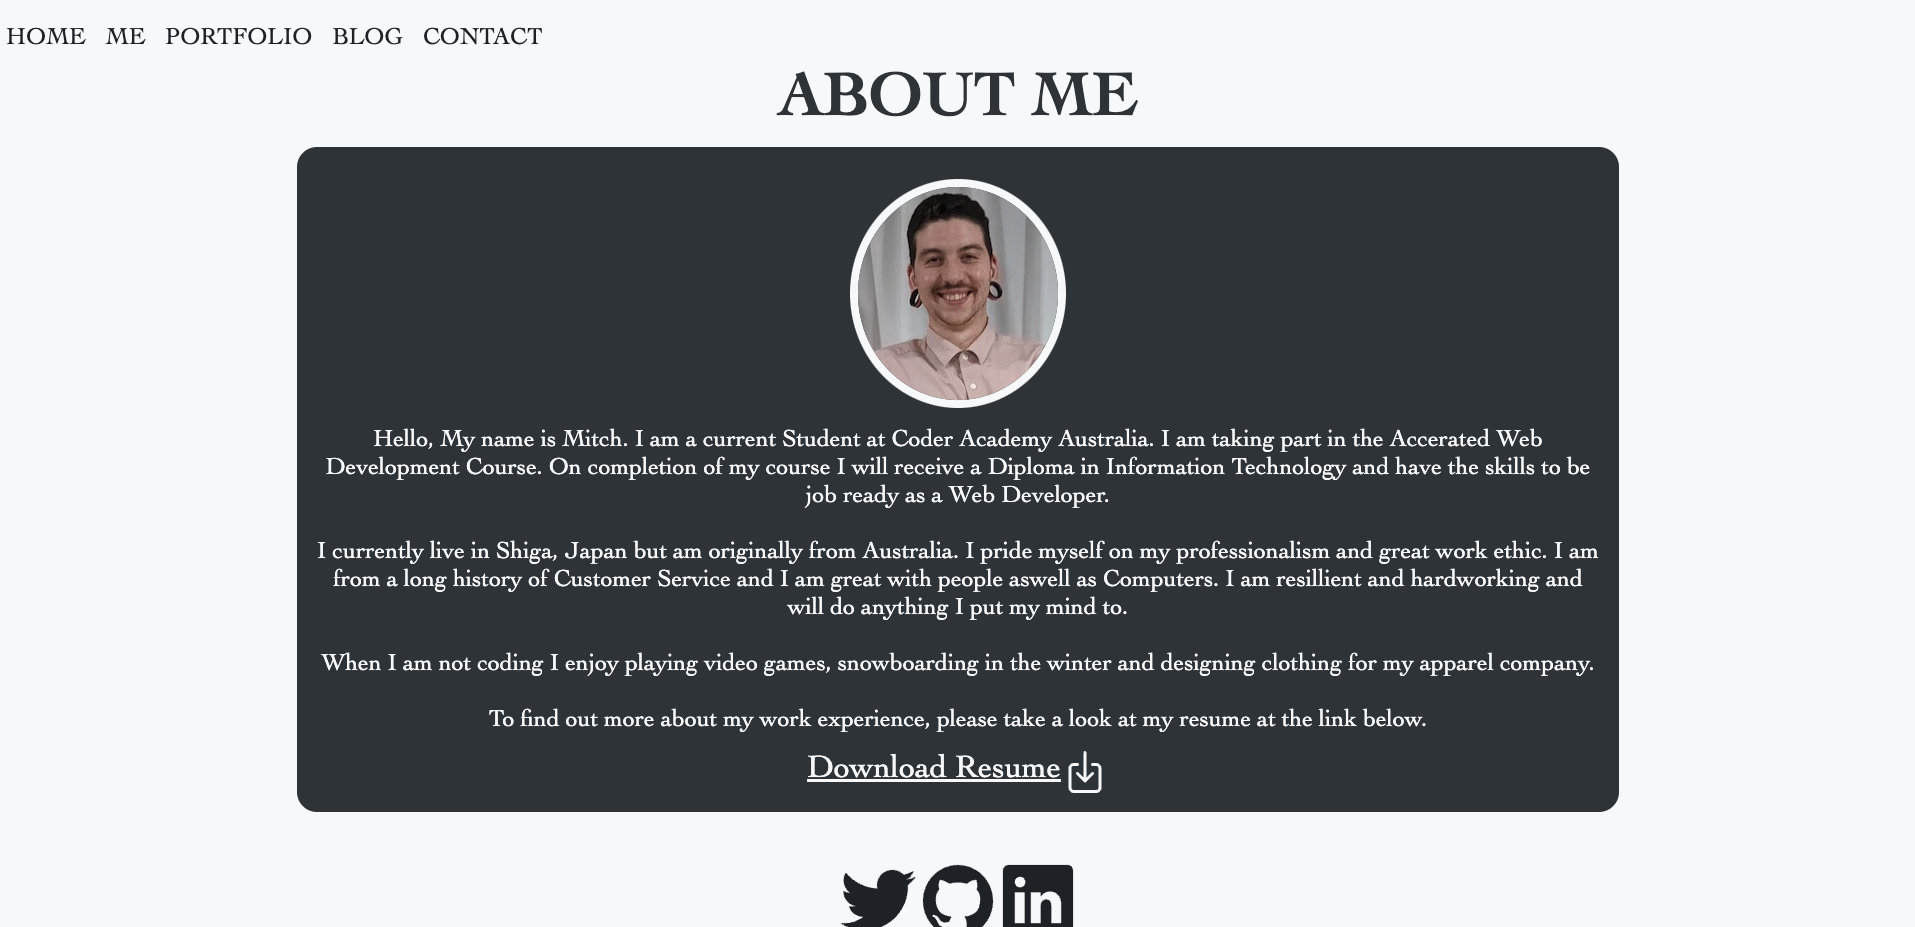 HOME ME PORTFOLIO BLOG CONTACT
ABOUT ME
Hello, My name is Mitch. I am a current Student at Coder Academy Australia. I am taking part in the Accerated Web
Development Course. On completion of my course I will receive a Diploma in Information Technology and have the skills to be
job ready as a Web Developer.
I currently live in Shiga, Japan but am originally from Australia. I pride myself on my professionalism and great work ethic. I am
from a long history of Customer Service and I am great with people aswell as Computers. I am resillient and hardworking and
will do anything I put my mind to.
When I am not coding I enjoy playing video games, snowboarding in the winter and designing clothing for my apparel company.
To find out more about my work experience, please take a look at my resume at the link below.
Download Resume
in